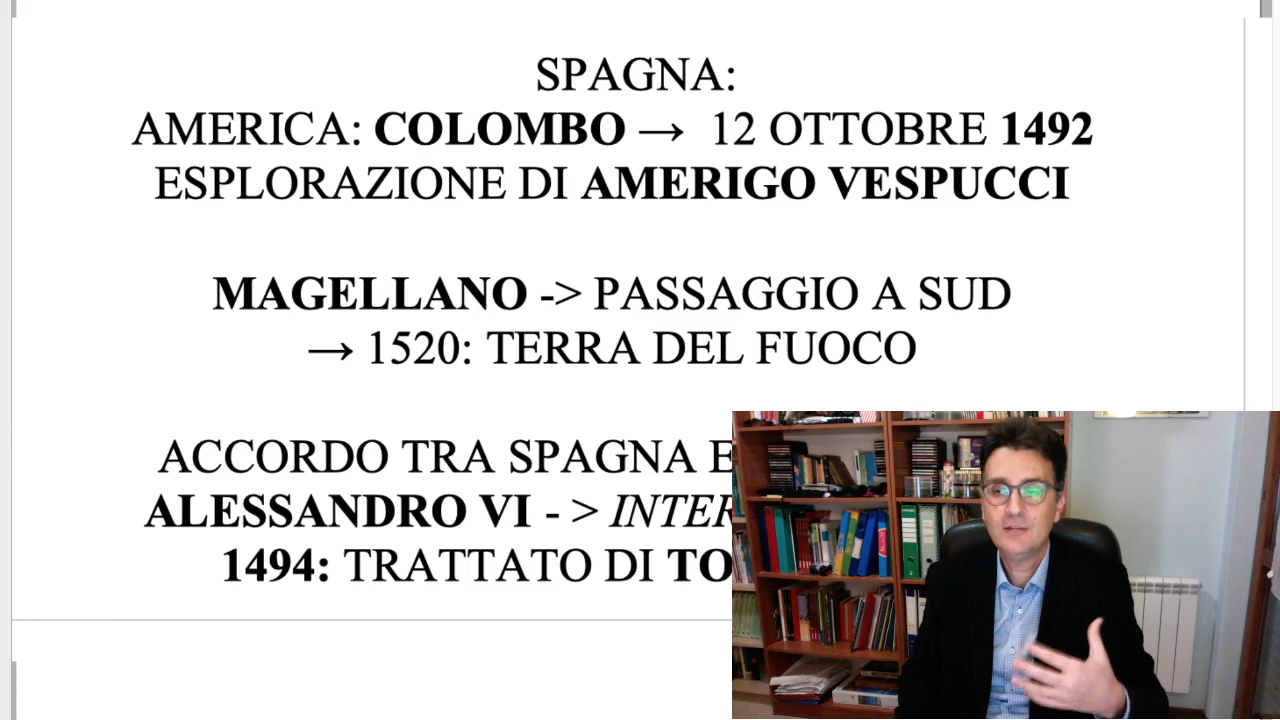 SPAGNA:
AMERICA: COLOMBO → 12 OTTOBRE 1492
ESPLORAZIONE DI AMERIGO VESPUCCI
MAGELLANO -> PASSAGGIO A SUD
→ 1520: TERRA DEL FUOCO
ACCORDO TRA SPAGNA E
ALESSANDRO VI - > INTER
1494: TRATTATO DI TO